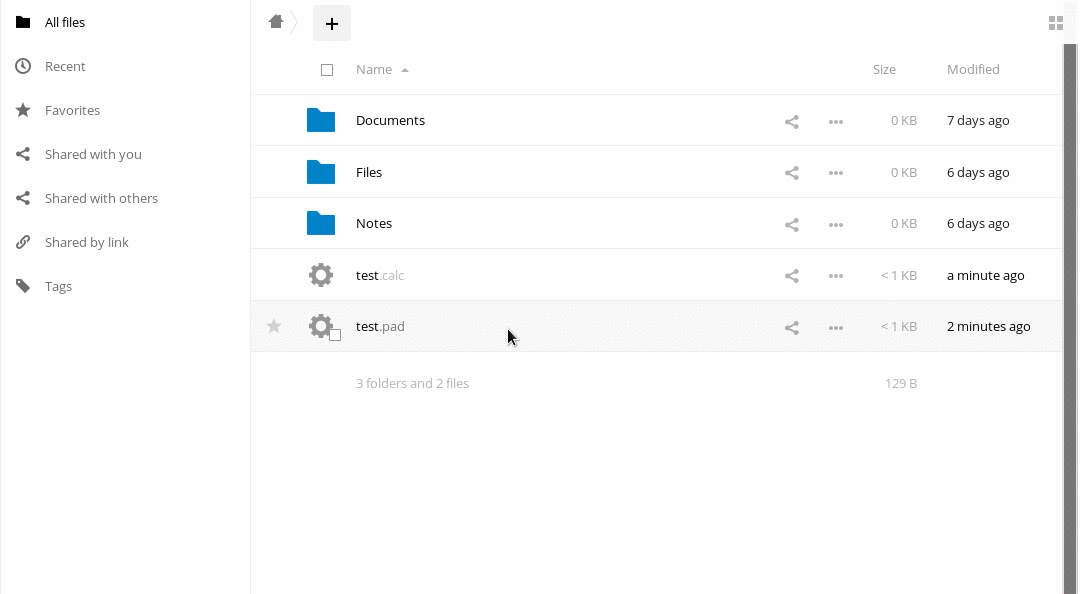 All files
Recent
Favorites
Shared with you
Shared with others
Shared by link
Tags
+
Name Size Modified
Documents 0 KB 7 days ago
Files 0 KB 6 days ago
Notes 0 KB 6 days ago
test.calc < 1 KB a minute ago
test.pad < 1 KB 2 minutes ago
3 folders and 2 files 129 B